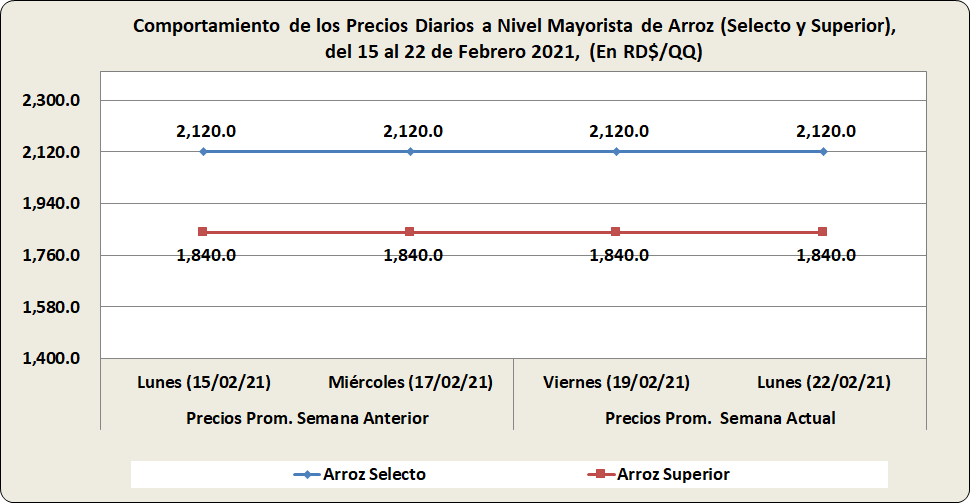 Comportamiento de los Precios Diarios a Nivel Mayorista de Arroz (Selecto y Superior),
del 15 al 22 de Febrero 2021, (En RD$/QQ)
2,300.0
2,120.0 2,120.0 2,120.0 2,120.0
2,120.0
1,940.0
1,840.0 1,840.0 1,840.0 1,840.0
1,760.0
1,580.0
1,400.0
Lunes (15/02/21) Miércoles (17/02/21) Viernes (19/02/21) Lunes (22/02/21)
Precios Prom. Semana Anterior Precios Prom. Semana Actual
Arroz Selecto Arroz Superior